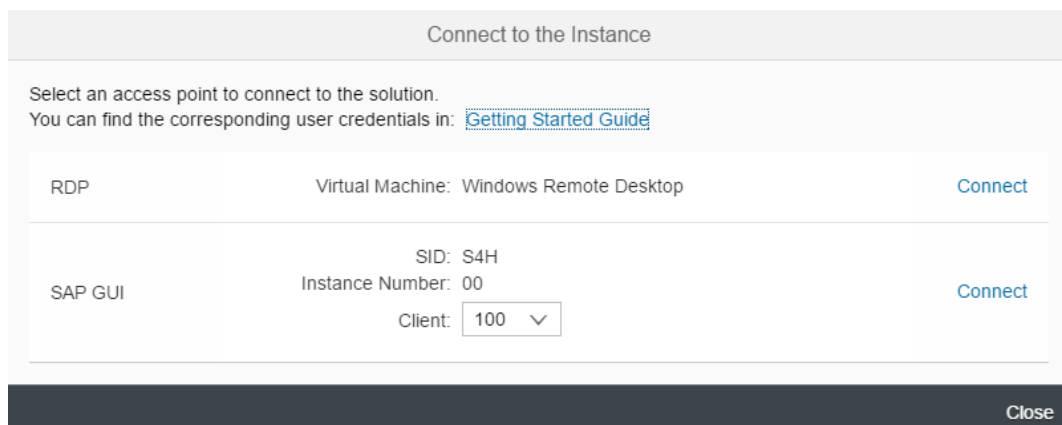 Connect to the Instance
Select an access point to connect to the solution.
You can find the corresponding user credentials in: Getting Started Guide
RDP Virtual Machine: Windows Remote Desktop Connect
SID: S4H
Instance Number: 00
SAP GUI Connect
Client: 100
Close